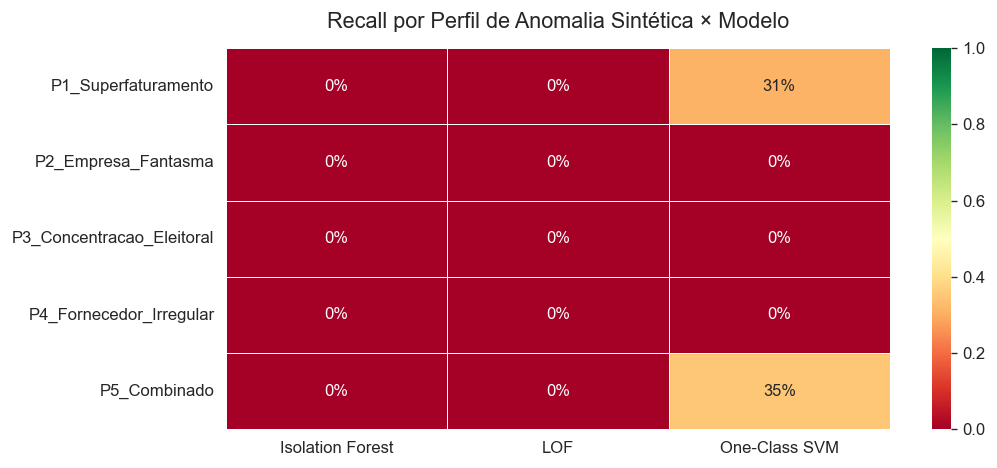 Recall por Perfil de Anomalia Sintética × Modelo
P1_Superfaturamento 0% 0% 31%
P2_Empresa_Fantasma 0% 0% 0%
P3_Concentracao_Eleitoral 0% 0% 0%
P4_Fornecedor_Irregular 0% 0% 0%
P5_Combinado 0% 0% 35%
Isolation Forest LOF One-Class SVM
1.0
0.8
0.6
0.4
0.2
0.0